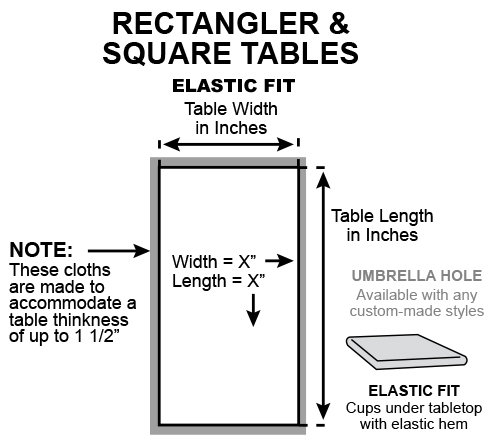 RECTANGLER &
SQUARE TABLES
ELASTIC FIT
Table Width
in Inches
Table Length
in Inches
NOTE:
These cloths
are made to
accommodate a
table thinkness
of up to 1 1/2”
Width = X”
Length = X”
UMBRELLA HOLE
Available with any
custom-made styles
ELASTIC FIT
Cups under tabletop
with elastic hem